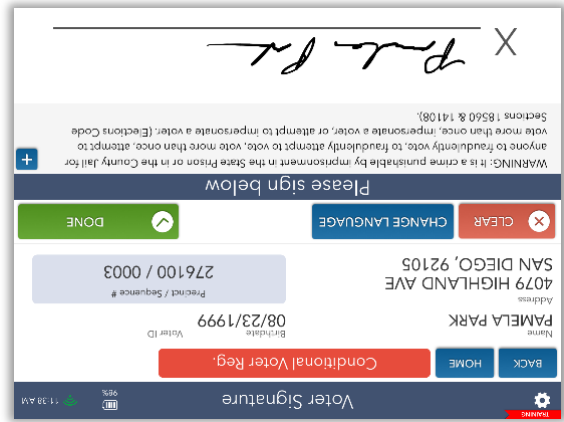 TRAINING
Voter Signature
98%
11:38 AM
BACK
HOME
Conditional Voter Reg.
Name
Birthdate
Voter ID
PAMELA PARK
08/23/1999
Address
Precinct / Sequence #
4079 HIGHLAND AVE
276100 / 0003
SAN DIEGO, 92105
CLEAR
CHANGE LANGUAGE
DONE
Please sign below
WARNING: It is a crime punishable by imprisonment in the State Prison or in the County Jail for
anyone to fraudulently vote, to fraudulently attempt to vote, vote more than once, attempt to
vote more than once, impersonate a voter, or attempt to impersonate a voter. (Elections Code
Sections 18560 & 14108).
+
X Pamela Park